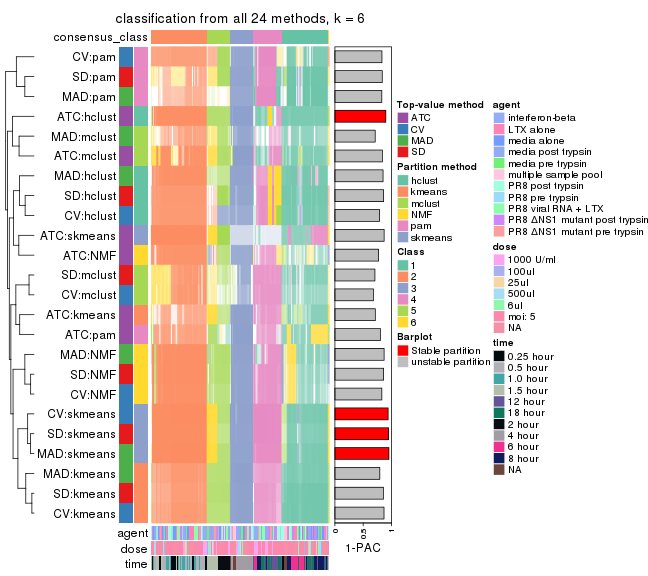 classification from all 24 methods, k = 6
consensus_class
CV:pam
SD:pam
MAD:pam
ATC:hclust
MAD:mclust
ATC:mclust
MAD:hclust
SD:hclust
CV:hclust
ATC:skmeans
ATC:NMF
SD:mclust
CV:mclust
ATC:kmeans
ATC:pam
MAD:NMF
SD:NMF
CV:NMF
CV:skmeans
SD:skmeans
MAD:skmeans
MAD:kmeans
SD:kmeans
CV:kmeans
agent
dose
time
0
0.5
1
1-PAC
Top-value method
ATC
CV
MAD
SD
Partition method
hclust
kmeans
mclust
NMF
pam
skmeans
Class
1
2
3
4
5
6
Barplot
Stable partition
unstable partition
agent
interferon-beta
LTX alone
media alone
media post trypsin
media pre trypsin
multiple sample pool
PR8 post trypsin
PR8 pre trypsin
PR8 viral RNA + LTX
PR8 ΔNS1 mutant post trypsin
PR8 ΔNS1 mutant pre trypsin
dose
1000 U/ml
100ul
25ul
520ul
6ul
moi: 5
NA
time
0.25 hour
0.5 hour
1.0 hour
1.5 hour
12 hour
18 hour
2 hour
4 hour
6 hour
8 hour
NA